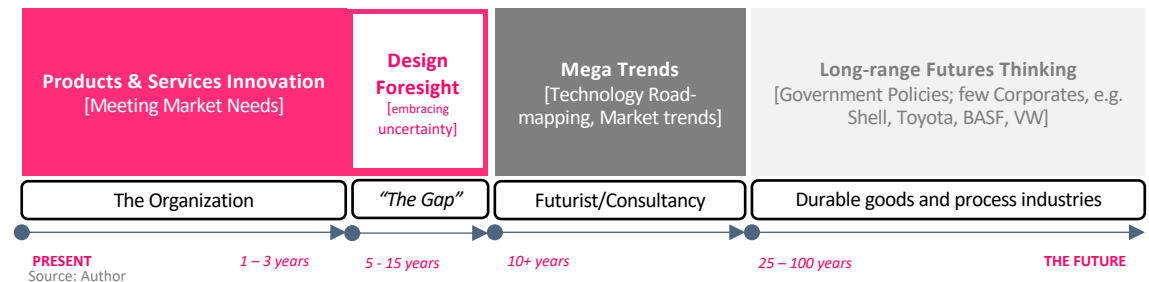 Products & Services Innovation
[Meeting Market Needs]
Design
Foresight
[embracing
uncertainty]
Mega Trends
[Technology Road-
mapping, Market trends]
Long-range Futures Thinking
[Government Policies; few Corporates, e.g.
Shell, Toyota, BASF, VW]
The Organization
"The Gap"
Futurist/Consultancy
Durable goods and process industries
PRESENT
1 – 3 years
5 - 15 years
10+ years
25 – 100 years
THE FUTURE
Source: Author